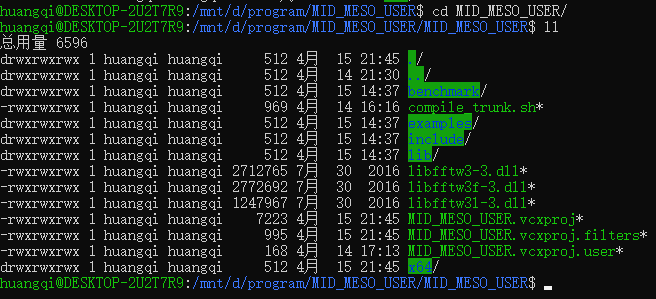 huangqi@DESKTOP-2U2T7R9:/mnt/d/program/MID_MESO_USER$ cd MID_MESO_USER/
huangqi@DESKTOP-2U2T7R9:/mnt/d/program/MID_MESO_USER/MID_MESO_USER$ ll
总用量 6596
drwxrwxrwx 1 huangqi huangqi     512 4月  15 21:45 ./
drwxrwxrwx 1 huangqi huangqi     512 4月  14 21:30 ../
drwxrwxrwx 1 huangqi huangqi     512 4月  15 14:37 benchmark/
-rwxrwxrwx 1 huangqi huangqi     969 4月  14 16:16 compile_trunk.sh*
drwxrwxrwx 1 huangqi huangqi     512 4月  15 14:37 examples/
drwxrwxrwx 1 huangqi huangqi     512 4月  15 14:37 include/
drwxrwxrwx 1 huangqi huangqi     512 4月  15 14:37 lib/
-rwxrwxrwx 1 huangqi huangqi 2712765 7月  30  2016 libfftw3-3.dll*
-rwxrwxrwx 1 huangqi huangqi 2772692 7月  30  2016 libfftw3f-3.dll*
-rwxrwxrwx 1 huangqi huangqi 1247967 7月  30  2016 libfftw3l-3.dll*
-rwxrwxrwx 1 huangqi huangqi    7223 4月  15 21:45 MID_MESO_USER.vcxproj*
-rwxrwxrwx 1 huangqi huangqi     995 4月  15 21:45 MID_MESO_USER.vcxproj.filters*
-rwxrwxrwx 1 huangqi huangqi     168 4月  14 17:13 MID_MESO_USER.vcxproj.user*
drwxrwxrwx 1 huangqi huangqi     512 4月  15 21:45 x64/
huangqi@DESKTOP-2U2T7R9:/mnt/d/program/MID_MESO_USER/MID_MESO_USER$